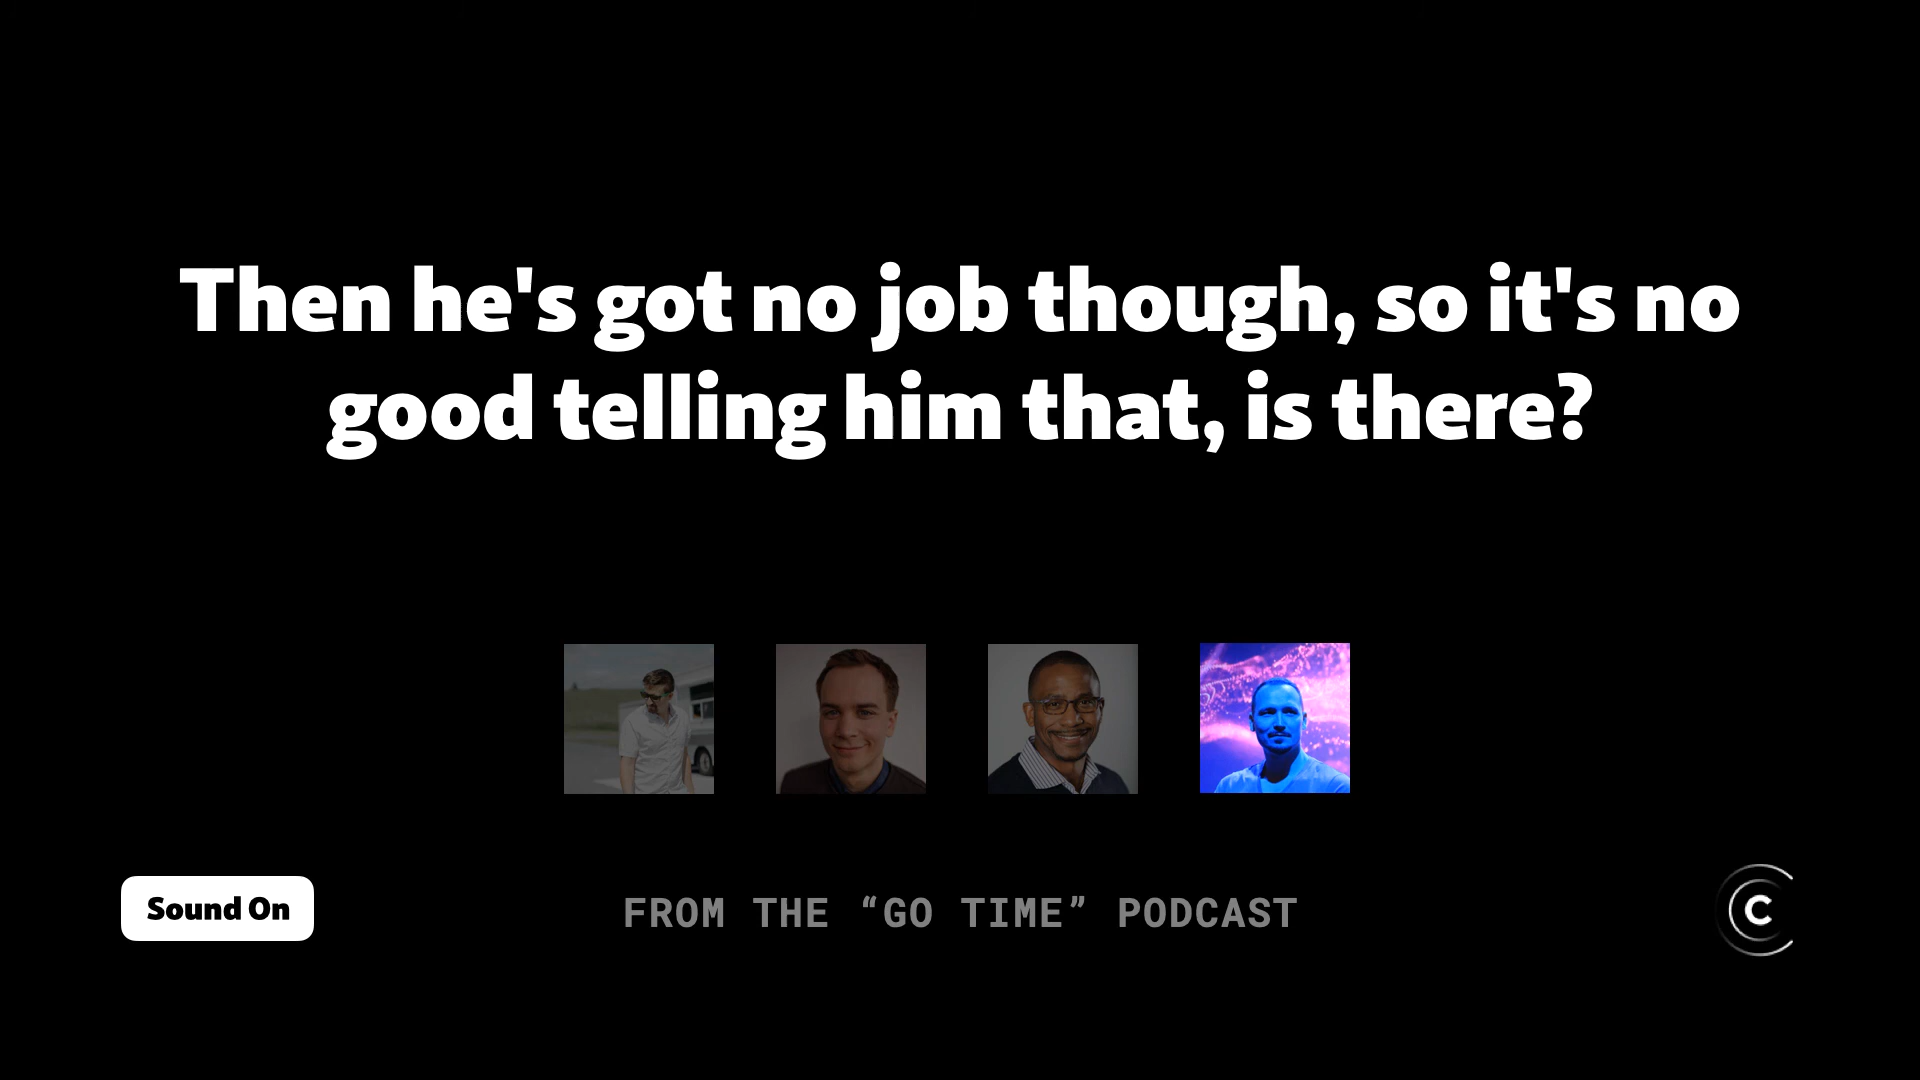 Then he's got no job though, so it's no
good telling him that, is there?
Sound On
FROM THE “GO TIME” PODCAST
C